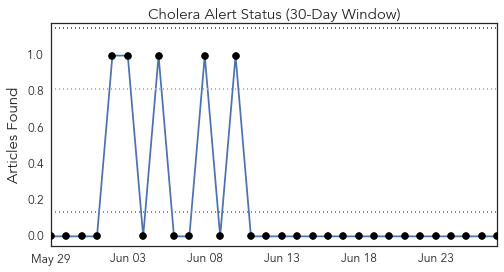 Cholera Alert Status (30-Day Window)
Articles Found
1.0
0.8
0.6
0.4
0.2
0.0
May 29
Jun 03
Jun 08
Jun 13
Jun 18
Jun 23